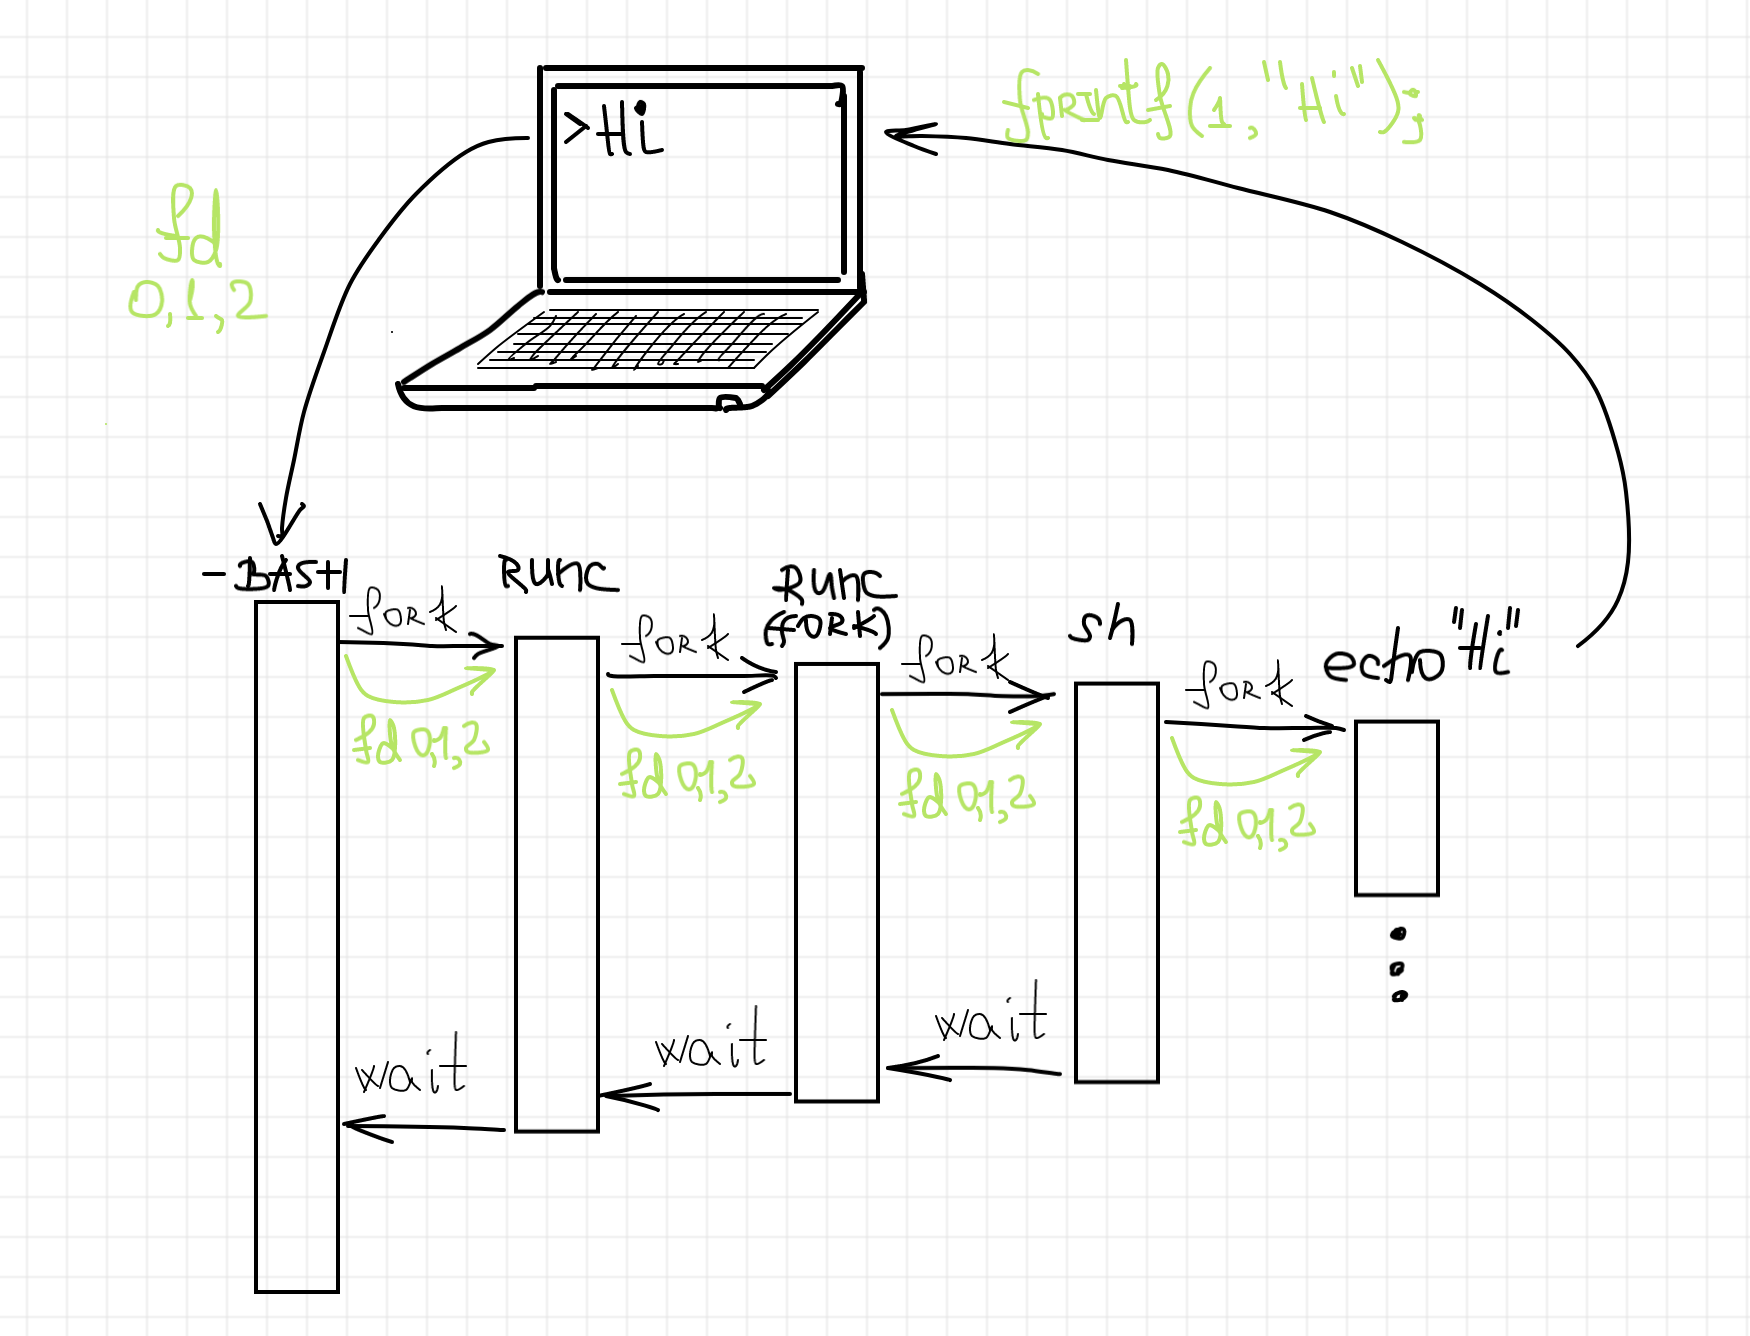 >Hi
fprintf(1, "Hi");
fd
0,1,2
-BASH
runc
runc
(fork)
sh
echo "Hi"
fork
fork
fork
fork
fd 0,1,2
fd 0,1,2
fd 0,1,2
fd 0,1,2
wait
wait
wait